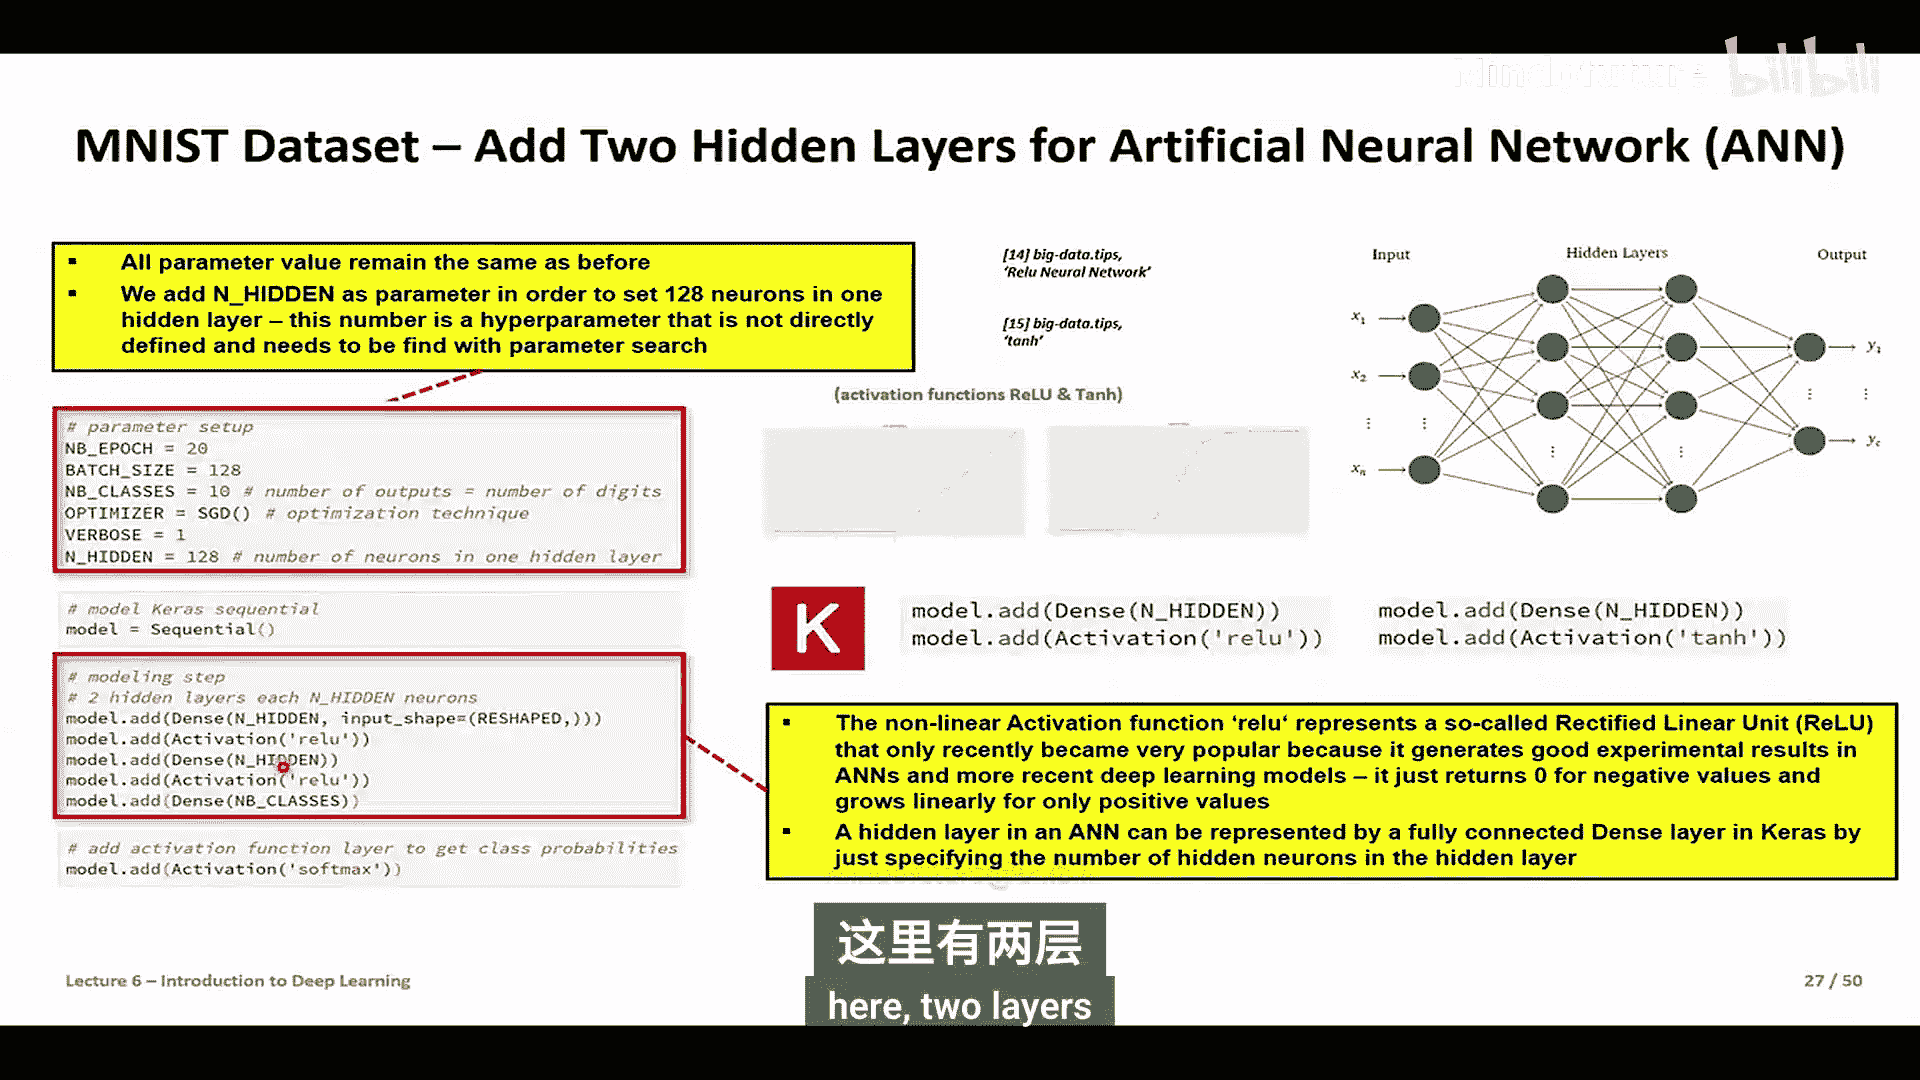 bilibili
MNIST Dataset – Add Two Hidden Layers for Artificial Neural Network (ANN)
▪ All parameter value remain the same as before
▪ We add N_HIDDEN as parameter in order to set 128 neurons in one
hidden layer – this number is a hyperparameter that is not directly
defined and needs to be find with parameter search
[14] big-data.tips,
‘Relu Neural Network’
[15] big-data.tips,
‘tanh’
(activation functions ReLU & Tanh)
Input
Hidden Layers
Output
x1
x2
xn
y1
yc
# parameter setup
NB_EPOCH = 20
BATCH_SIZE = 128
NB_CLASSES = 10 # number of outputs = number of digits
OPTIMIZER = SGD() # optimization technique
VERBOSE = 1
N_HIDDEN = 128 # number of neurons in one hidden layer
# model Keras sequential
model = Sequential()
# modeling step
# 2 hidden layers each N_HIDDEN neurons
model.add(Dense(N_HIDDEN, input_shape=(RESHAPED,)))
model.add(Activation('relu'))
model.add(Dense(N_HIDDEN))
model.add(Activation('relu'))
model.add(Dense(NB_CLASSES))
# add activation function layer to get class probabilities
model.add(Activation('softmax'))
K
model.add(Dense(N_HIDDEN))
model.add(Activation('relu'))
model.add(Dense(N_HIDDEN))
model.add(Activation('tanh'))
▪ The non-linear Activation function ‘relu‘ represents a so-called Rectified Linear Unit (ReLU)
that only recently became very popular because it generates good experimental results in
ANNs and more recent deep learning models – it just returns 0 for negative values and
grows linearly for only positive values
▪ A hidden layer in an ANN can be represented by a fully connected Dense layer in Keras by
just specifying the number of hidden neurons in the hidden layer
这里有两层
here, two layers
Lecture 6 – Introduction to Deep Learning
27 / 50